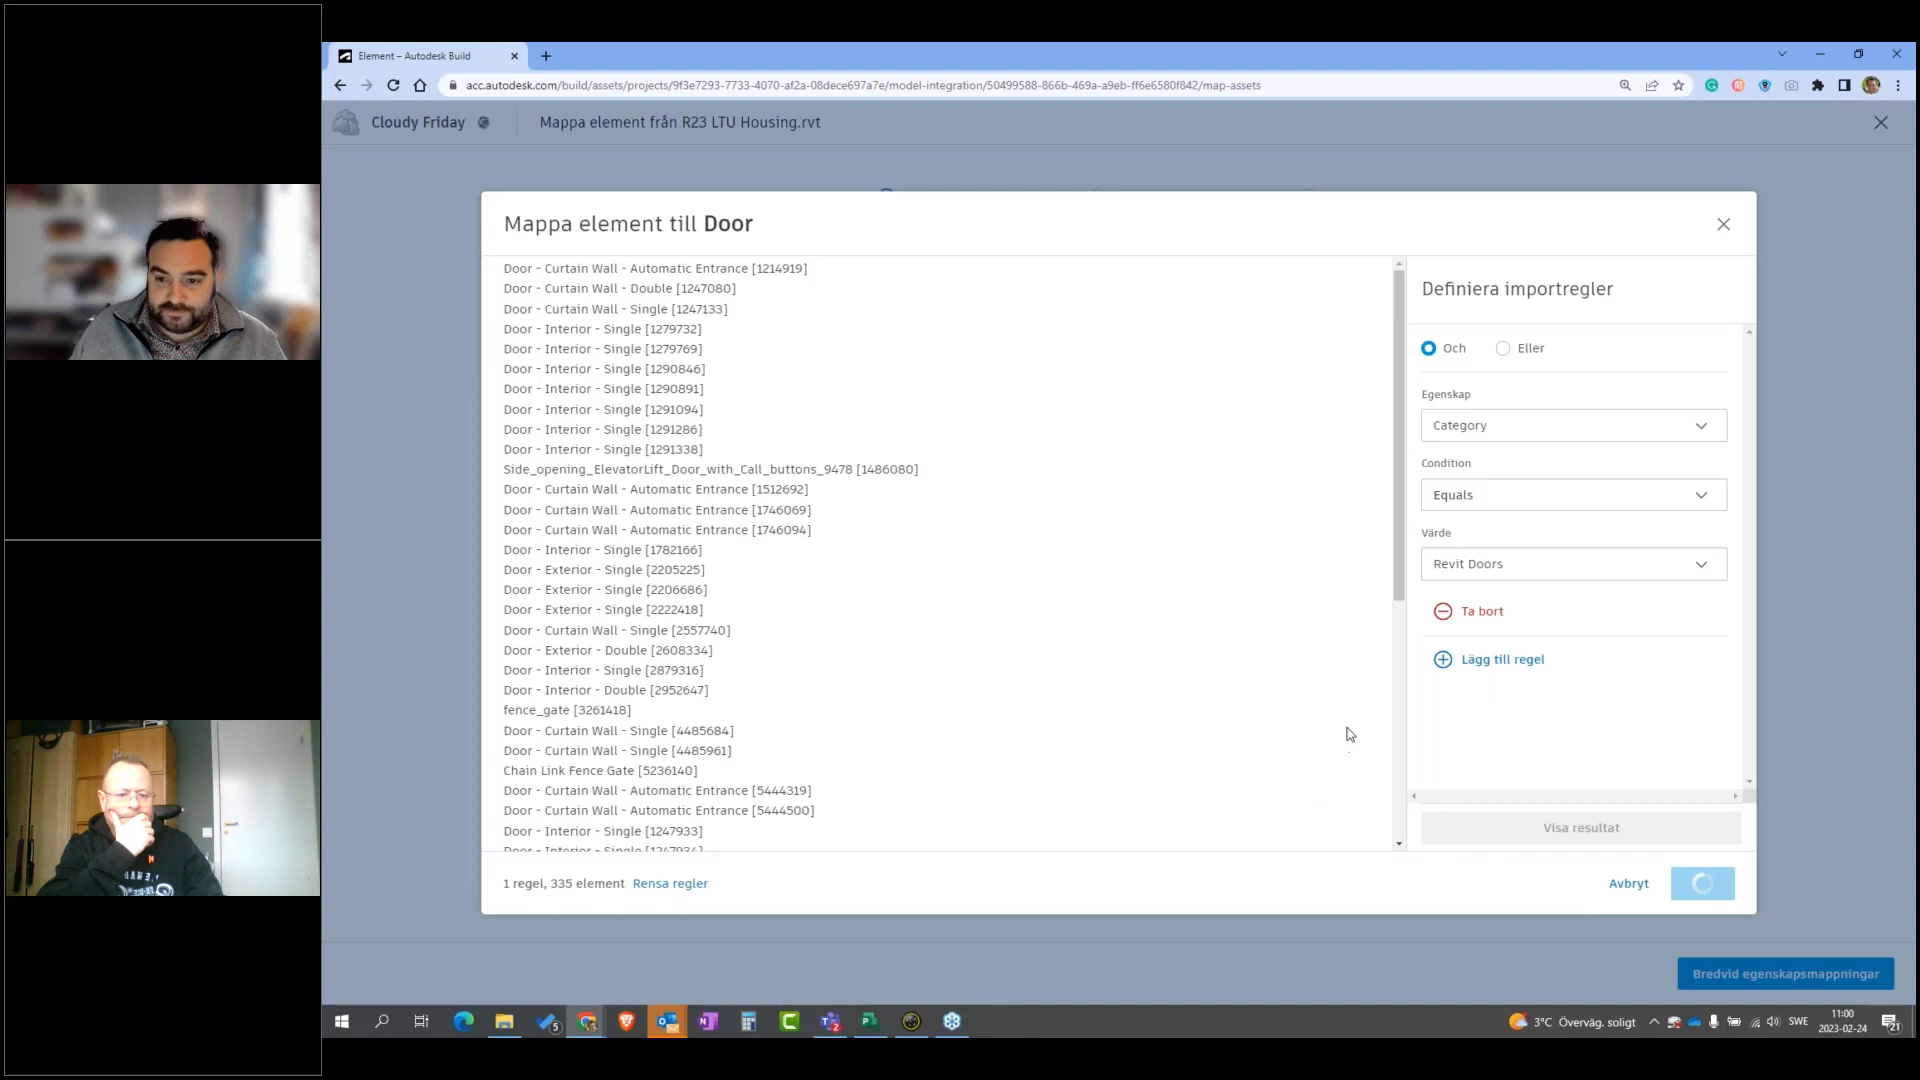 Element – Autodesk Build
acc.autodesk.com/build/assets/projects/9f3e7293-7733-4070-af2a-08dece697a7e/model-integration/50499588-866b-469a-a9eb-ff6e6580f842/map-assets
Cloudy Friday
Mappa element från R23 LTU Housing.rvt
Mappa element till Door
Door - Curtain Wall - Automatic Entrance [1214919]
Door - Curtain Wall - Double [1247080]
Door - Curtain Wall - Single [1247133]
Door - Interior - Single [1279732]
Door - Interior - Single [1279769]
Door - Interior - Single [1290846]
Door - Interior - Single [1290891]
Door - Interior - Single [1291094]
Door - Interior - Single [1291286]
Door - Interior - Single [1291338]
Side_opening_ElevatorLift_Door_with_Call_buttons_9478 [1486080]
Door - Curtain Wall - Automatic Entrance [1512692]
Door - Curtain Wall - Automatic Entrance [1746069]
Door - Curtain Wall - Automatic Entrance [1746094]
Door - Interior - Single [1782166]
Door - Exterior - Single [2205225]
Door - Exterior - Single [2206686]
Door - Exterior - Single [2222418]
Door - Curtain Wall - Single [2557740]
Door - Exterior - Double [2608334]
Door - Interior - Single [2879316]
Door - Interior - Double [2952647]
fence_gate [3261418]
Door - Curtain Wall - Single [4485684]
Door - Curtain Wall - Single [4485961]
Chain Link Fence Gate [5236140]
Door - Curtain Wall - Automatic Entrance [5444319]
Door - Curtain Wall - Automatic Entrance [5444500]
Door - Interior - Single [1247933]
Door - Interior - Single [1247934]
Definiera importregler
Och Eller
Egenskap
Category
Condition
Equals
Värde
Revit Doors
Ta bort
Lägg till regel
Visa resultat
1 regel, 335 element Rensa regler
Avbryt
Bredvid egenskapsmappningar
3°C Överväg. soligt
SWE
11:00
2023-02-24
21